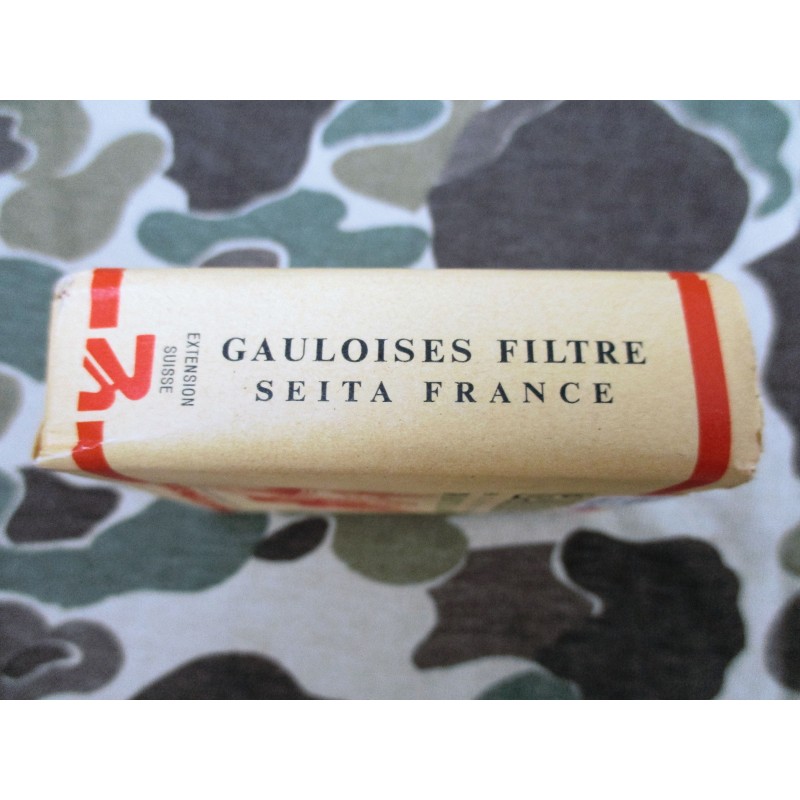 GAULOISES FILTRE
SEITA FRANCE
EXTENSION
SUISSE